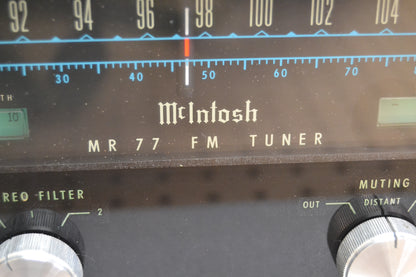 92 94 96 98 100 102 104
30 40 50 60 70
TH
10
McIntosh
MR 77 FM TUNER
REO FILTER
MUTING
2
OUT DISTANT